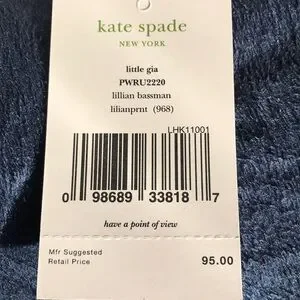 kate spade
NEW YORK
little gia
PWRU2220
lillian bassman
lilianprnt (968)
LHK11001
0 98689 33818 7
have a point of view
Mfr Suggested
Retail Price 95.00